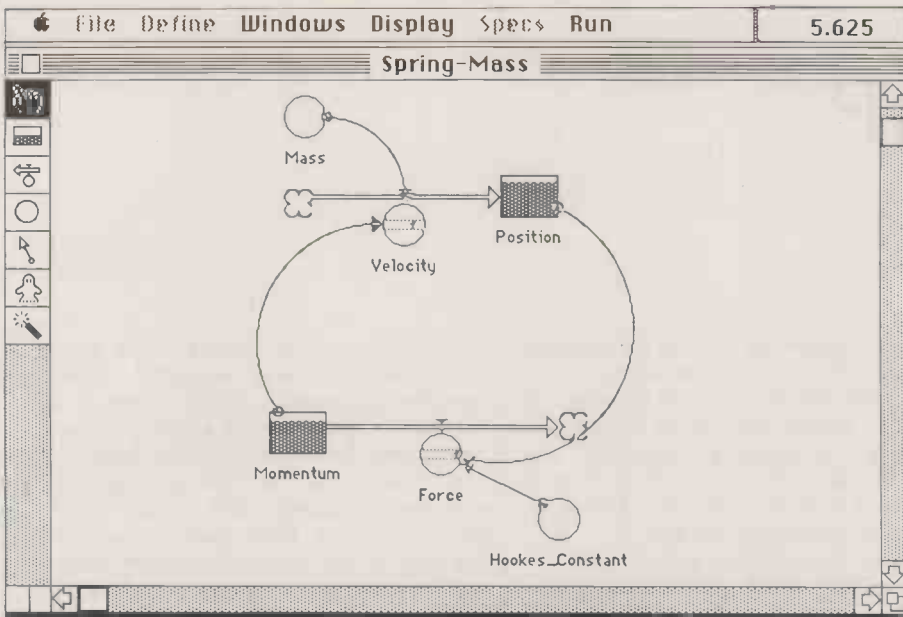 File Define Windows Display Specs Run 5.625
Spring-Mass
Mass
Position
Velocity
Momentum
Force
Hookes_Constant